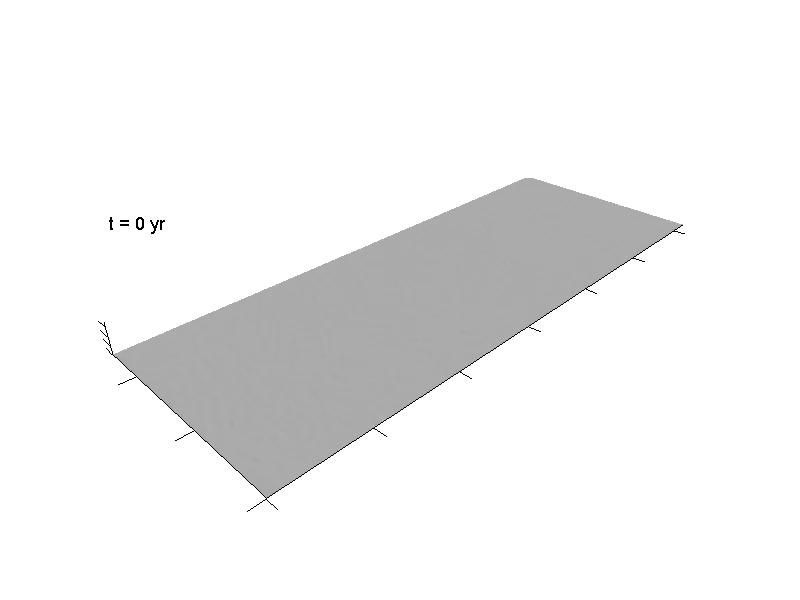 t = 0 yr